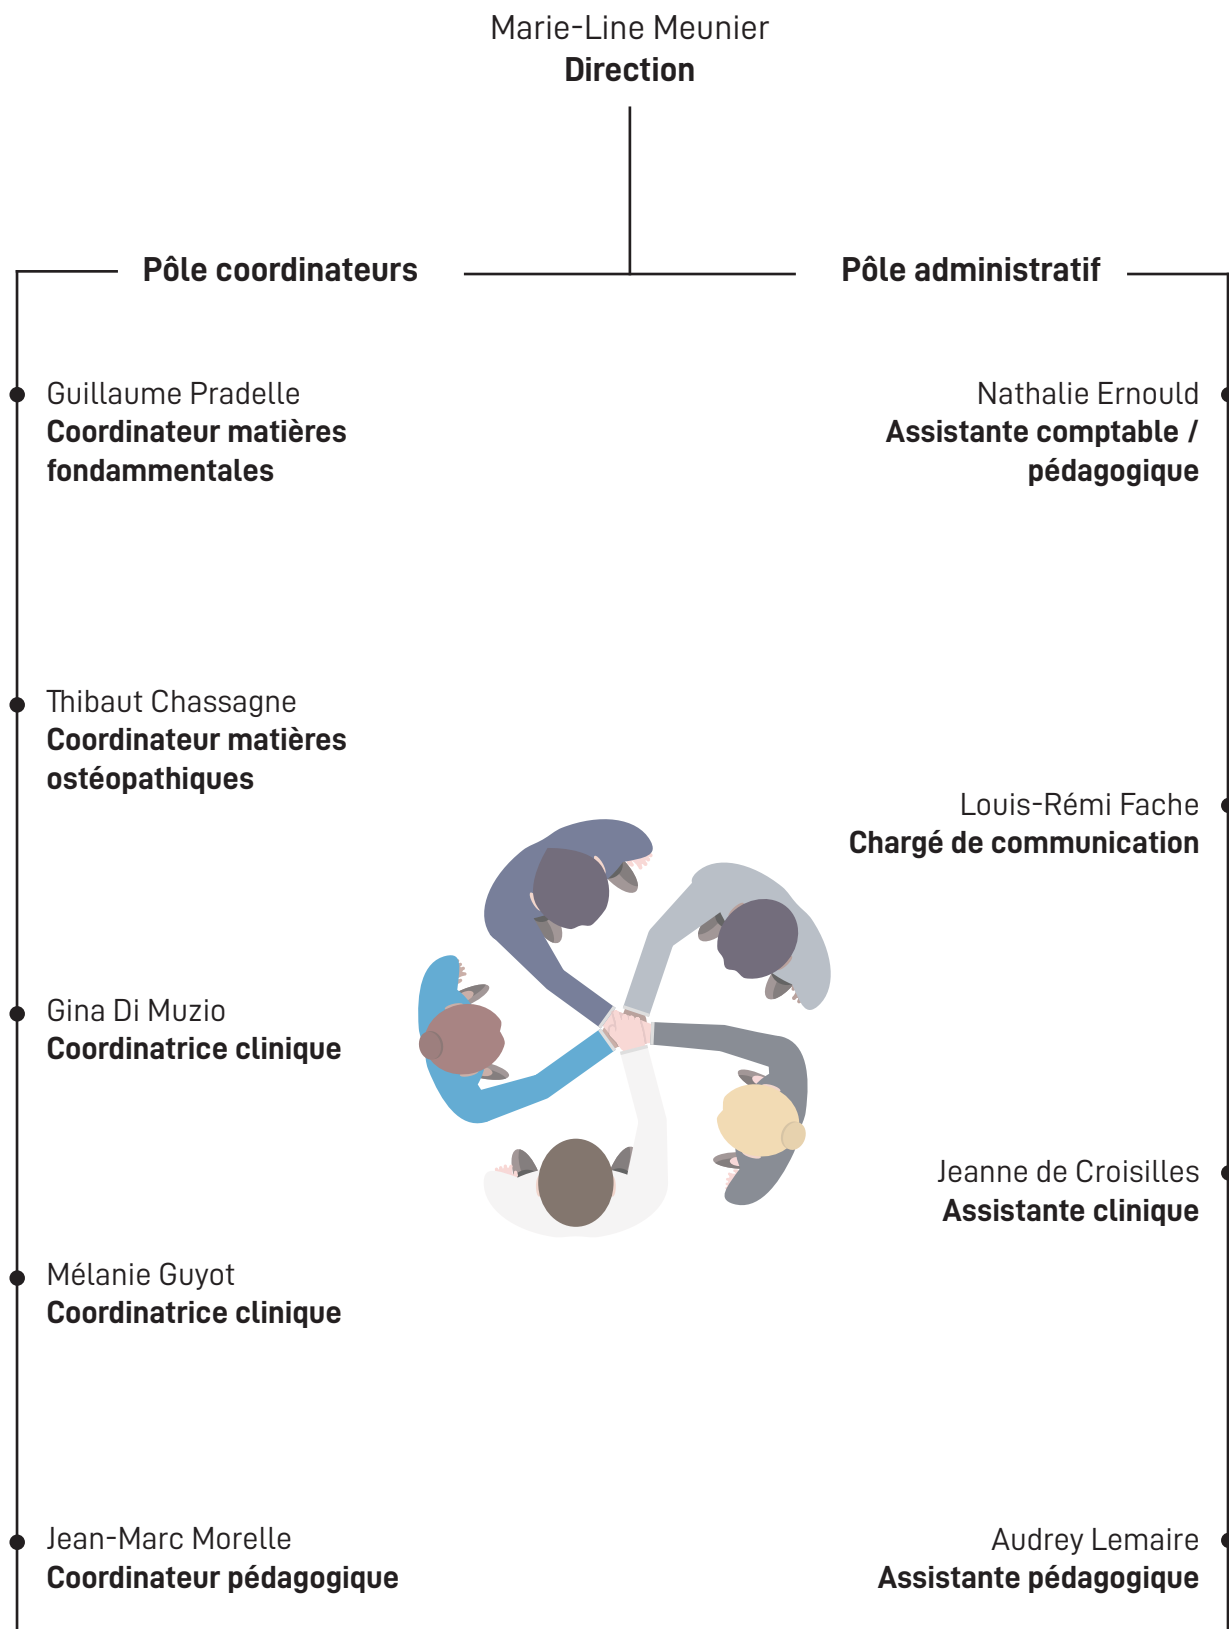 Marie-Line Meunier
Direction
Pôle coordinateurs
Pôle administratif
Guillaume Pradelle
Coordinateur matières
fondammentales
Nathalie Ernould
Assistante comptable /
pédagogique
Thibaut Chassagne
Coordinateur matières
ostéopathiques
Louis-Rémi Fache
Chargé de communication
Gina Di Muzio
Coordinatrice clinique
Jeanne de Croisilles
Assistante clinique
Mélanie Guyot
Coordinatrice clinique
Jean-Marc Morelle
Coordinateur pédagogique
Audrey Lemaire
Assistante pédagogique